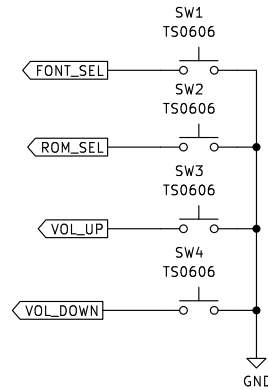 SW1
TS0606
FONT_SEL
SW2
TS0606
ROM_SEL
SW3
TS0606
VOL_UP
SW4
TS0606
VOL_DOWN
GND